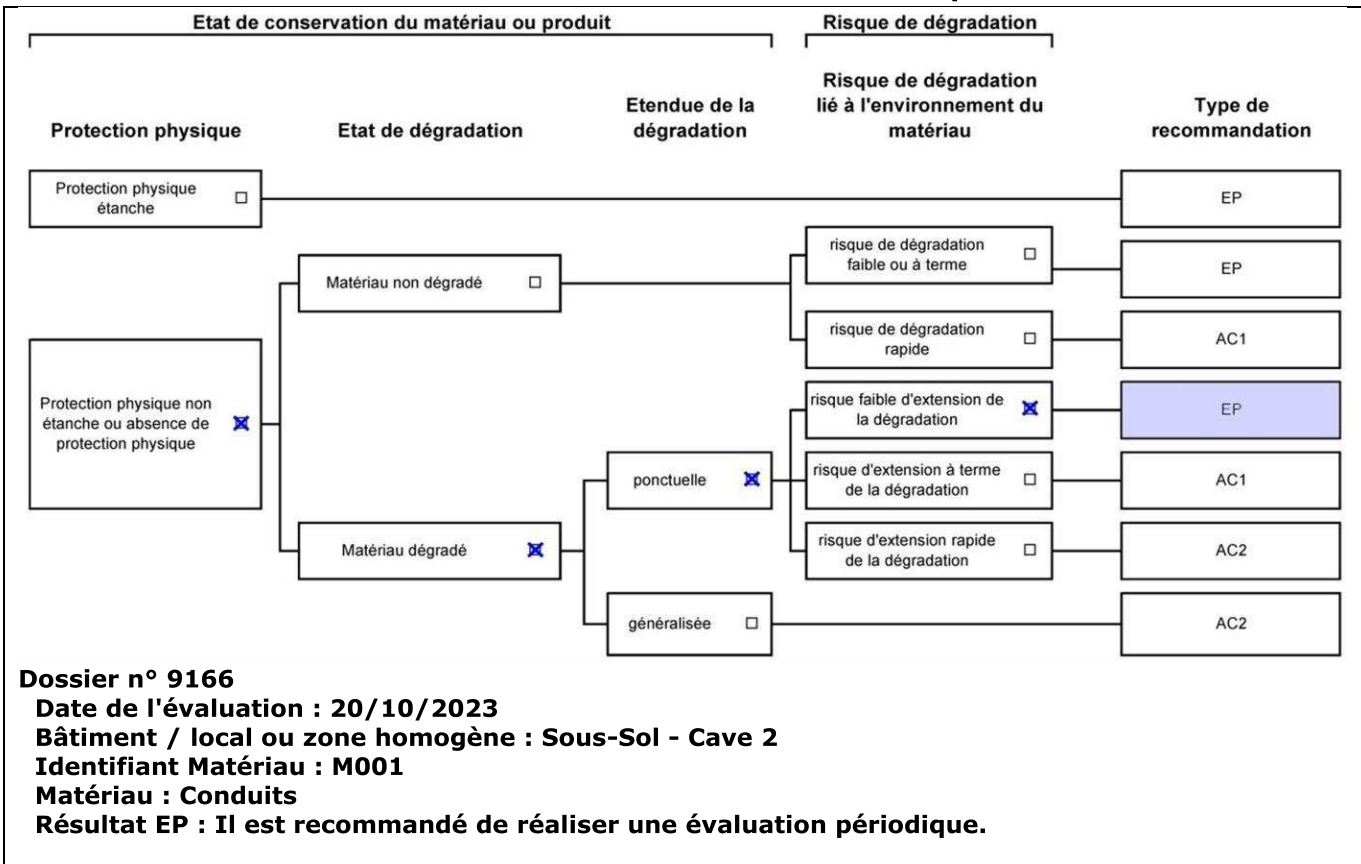 Etat de conservation du matériau ou produit
Risque de dégradation
Protection physique
Etat de dégradation
Etendue de la
dégradation
Risque de dégradation
lié à l'environnement du
matériau
Type de
recommandation
Protection physique
étanche
EP
risque de dégradation
faible ou à terme
EP
Matériau non dégradé
risque de dégradation
rapide
AC1
Protection physique non
étanche ou absence de
protection physique
risque faible d'extension de
la dégradation
EP
ponctuelle
risque d'extension à terme
de la dégradation
AC1
Matériau dégradé
risque d'extension rapide
de la dégradation
AC2
généralisée
AC2
Dossier n° 9166
Date de l'évaluation : 20/10/2023
Bâtiment / local ou zone homogène : Sous-Sol - Cave 2
Identifiant Matériau : M001
Matériau : Conduits
Résultat EP : Il est recommandé de réaliser une évaluation périodique.